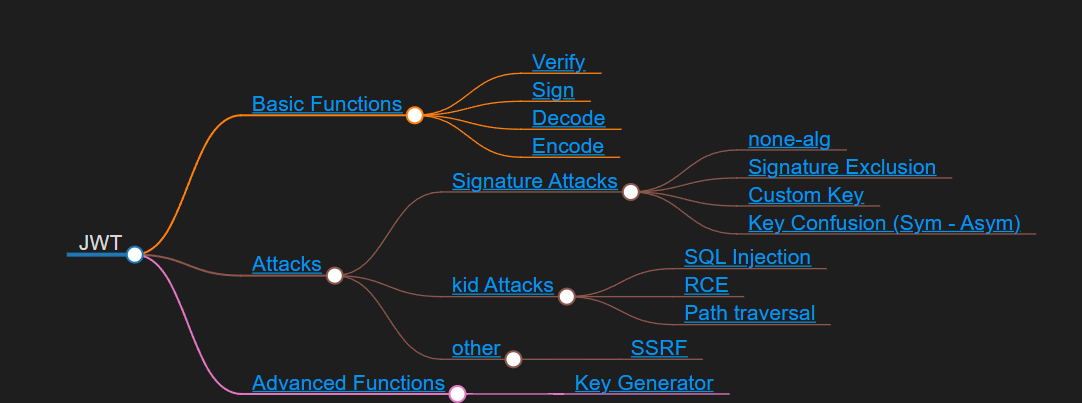 JWT
Basic Functions
Verify
Sign
Decode
Encode
Attacks
Signature Attacks
none-alg
Signature Exclusion
Custom Key
Key Confusion (Sym - Asym)
kid Attacks
SQL Injection
RCE
Path traversal
other
SSRF
Advanced Functions
Key Generator